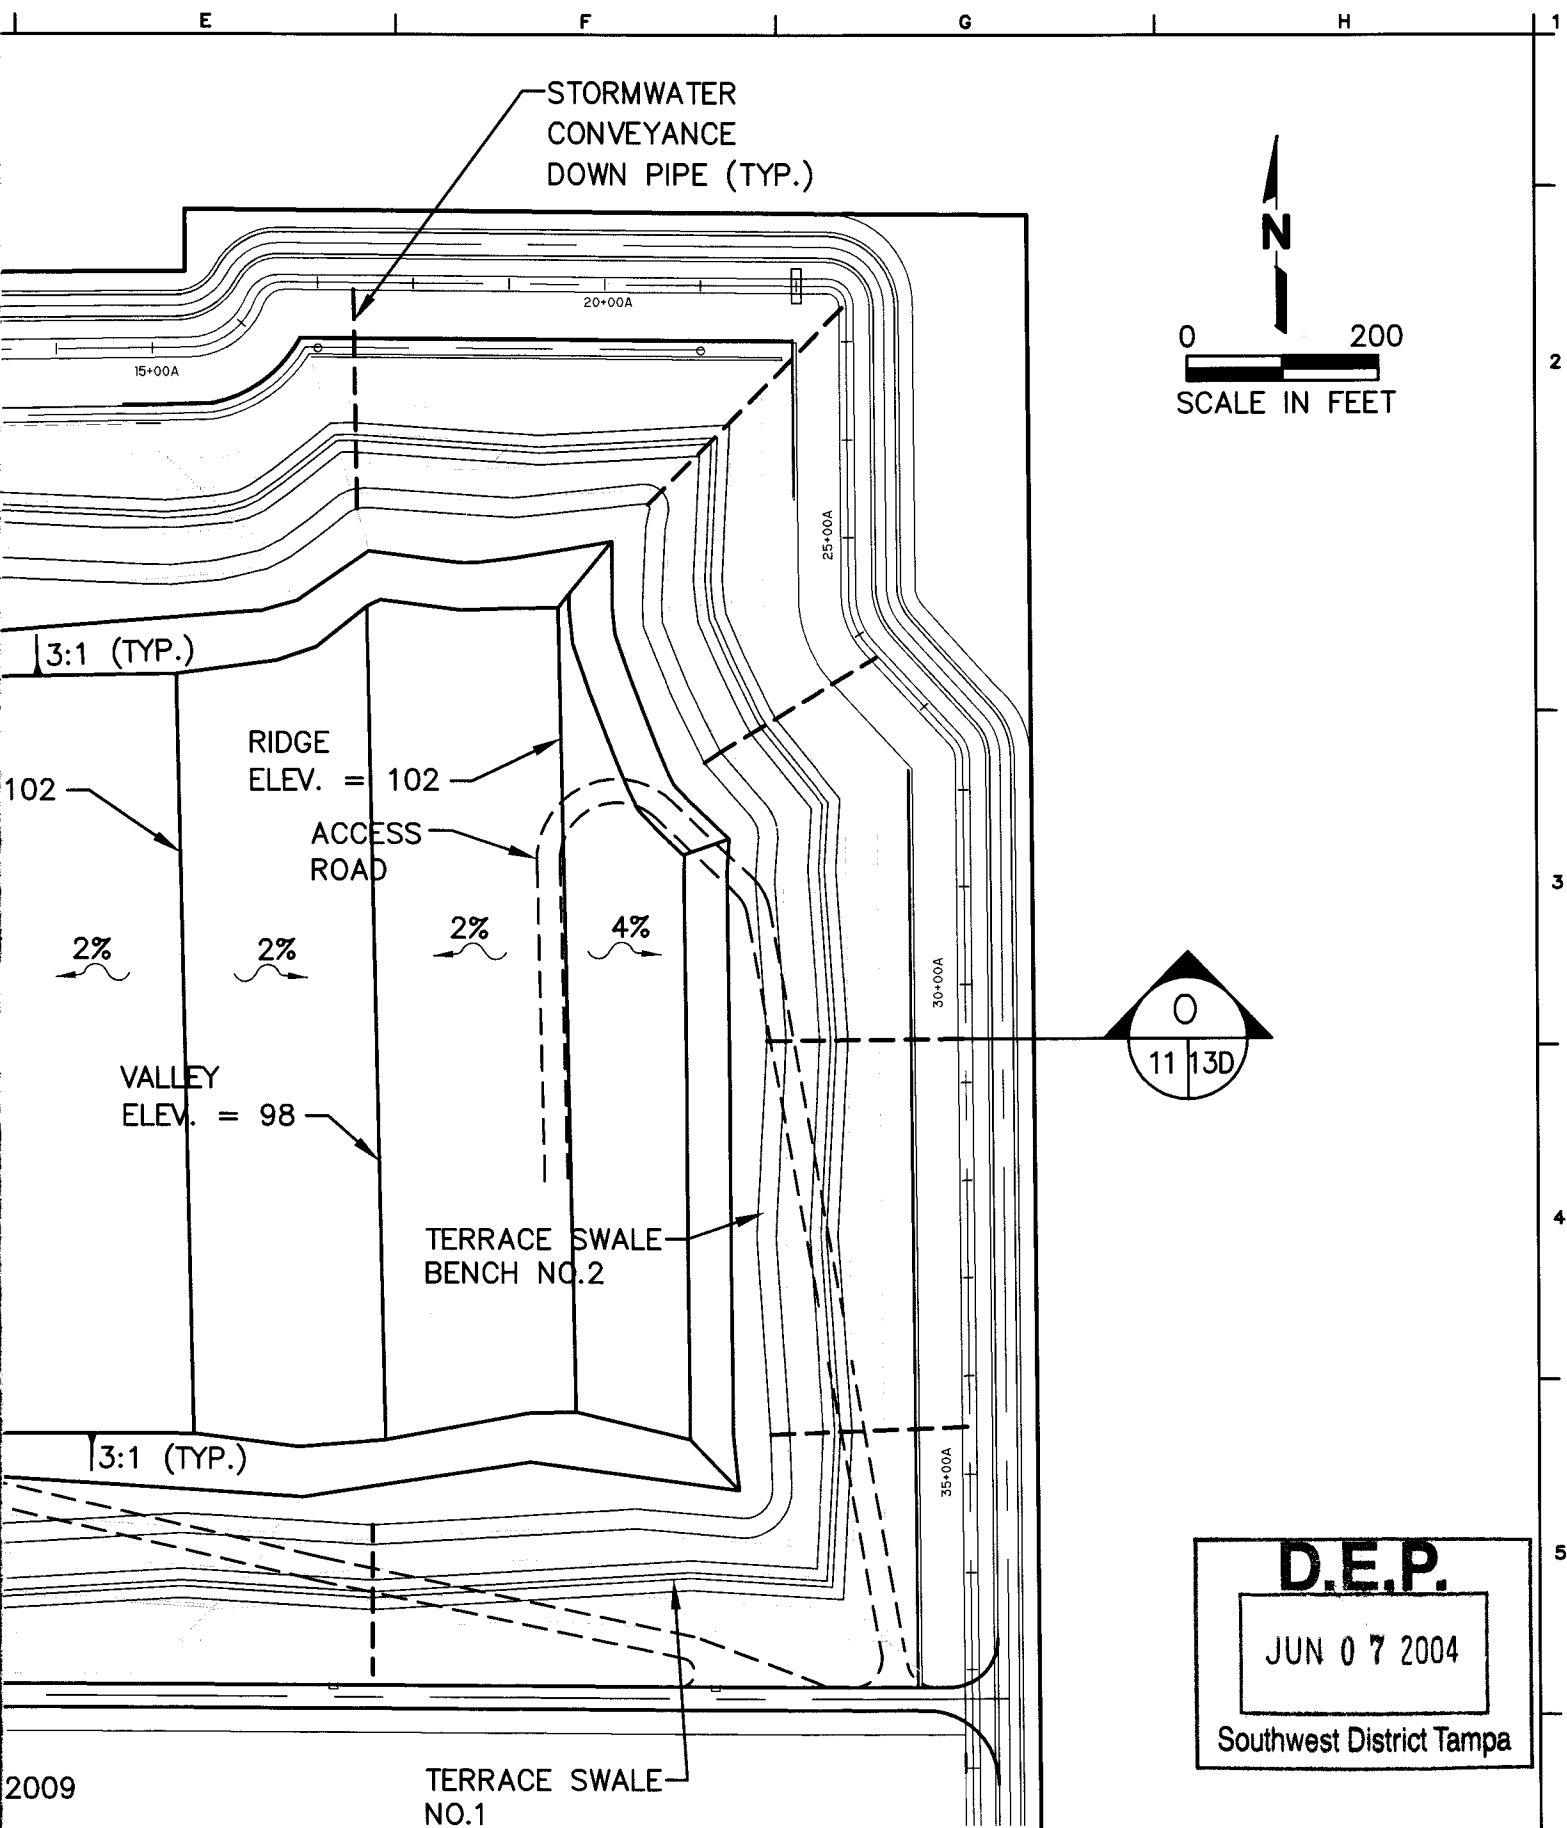 E
F
G
H
1
STORMWATER
CONVEYANCE
DOWN PIPE (TYP.)
N
0 200
SCALE IN FEET
20+00A
15+00A
2
25+00A
3:1 (TYP.)
RIDGE
ELEV. = 102
102
ACCESS
ROAD
3
2%
2%
2%
4%
30+00A
O
11 13D
VALLEY
ELEV. = 98
TERRACE SWALE
BENCH NO.2
4
3:1 (TYP.)
35+00A
5
D.E.P.
JUN 07 2004
Southwest District Tampa
2009
TERRACE SWALE
NO.1